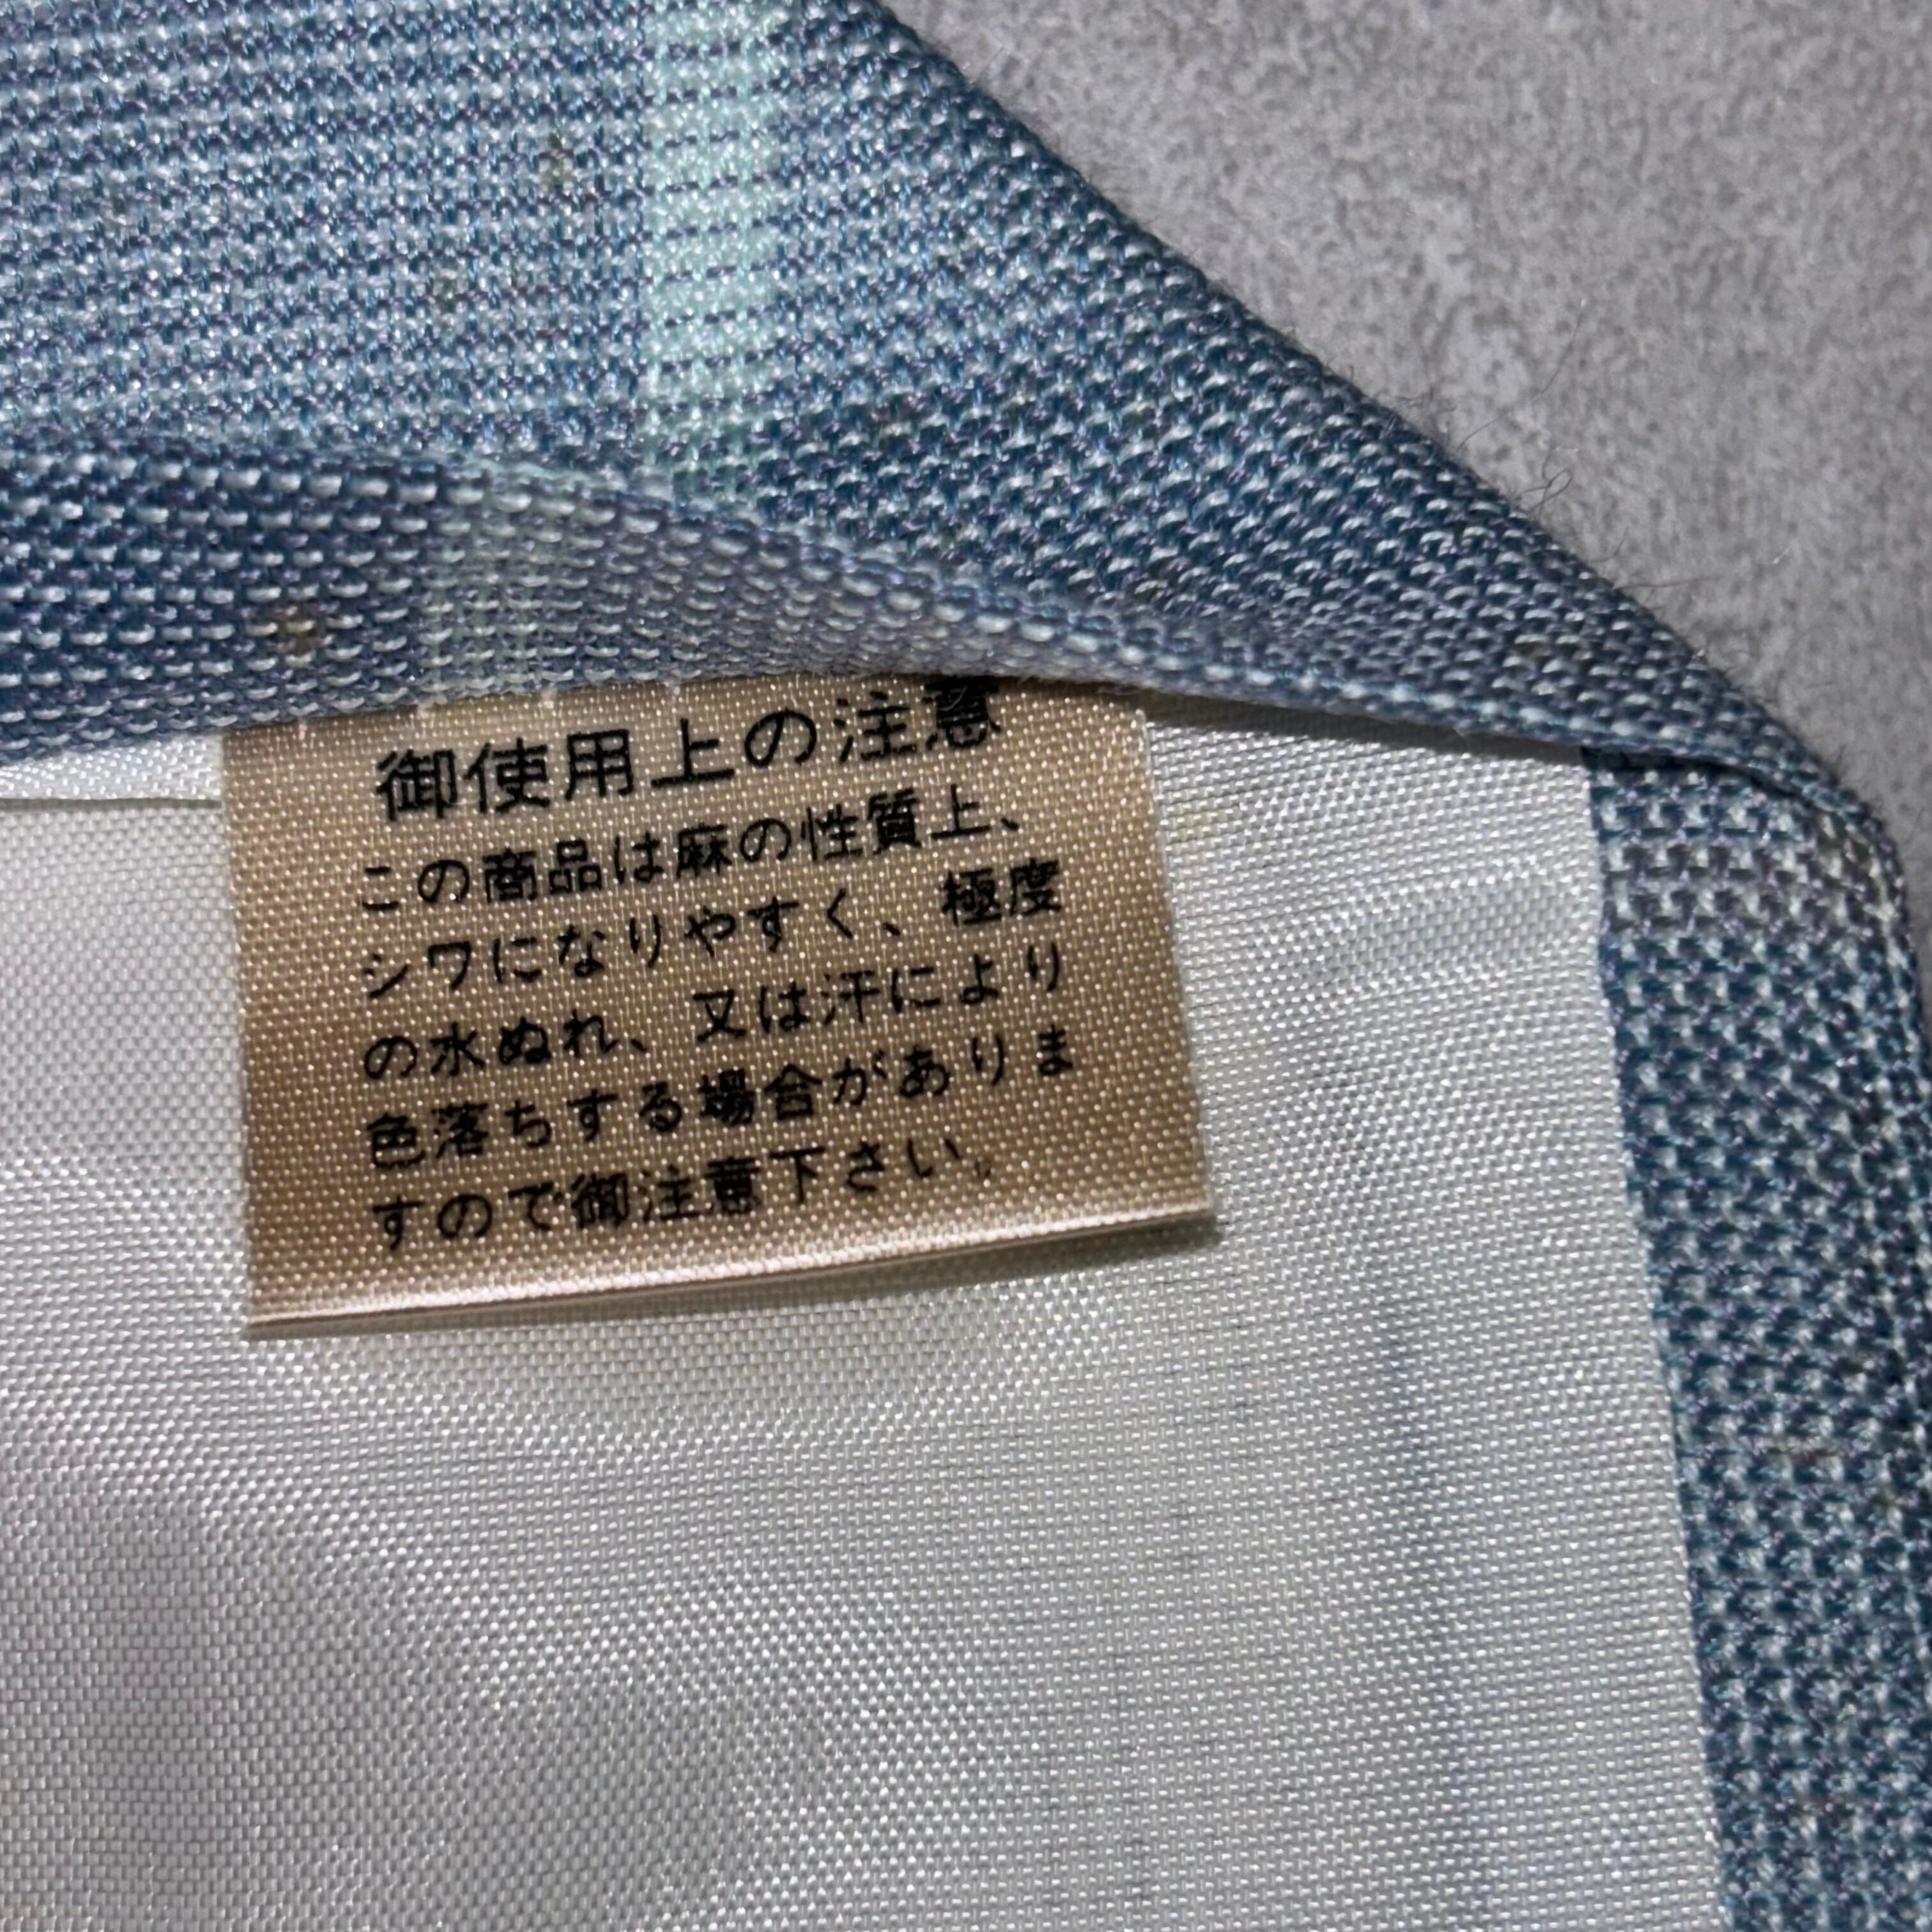 御使用上の注意
この商品は麻の性質上、
シワになりやすく、極度
の水ぬれ、又は汗により
色落ちする場合がありま
すので御注意下さい。